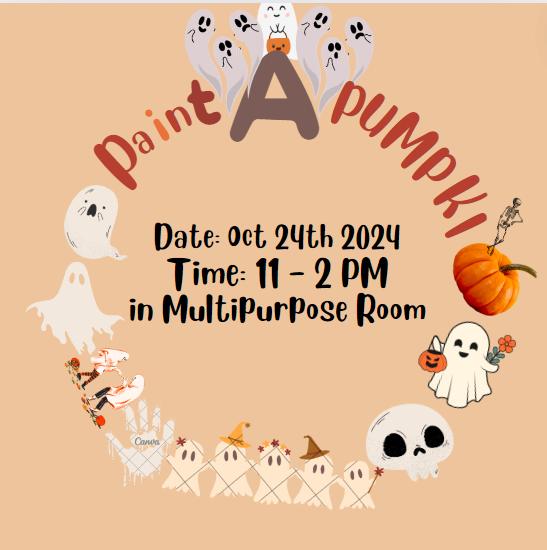 Paint A PUMPKI
Date: Oct 24th 2024
Time: 11 - 2 PM
in MultiPurPose Room
Canva